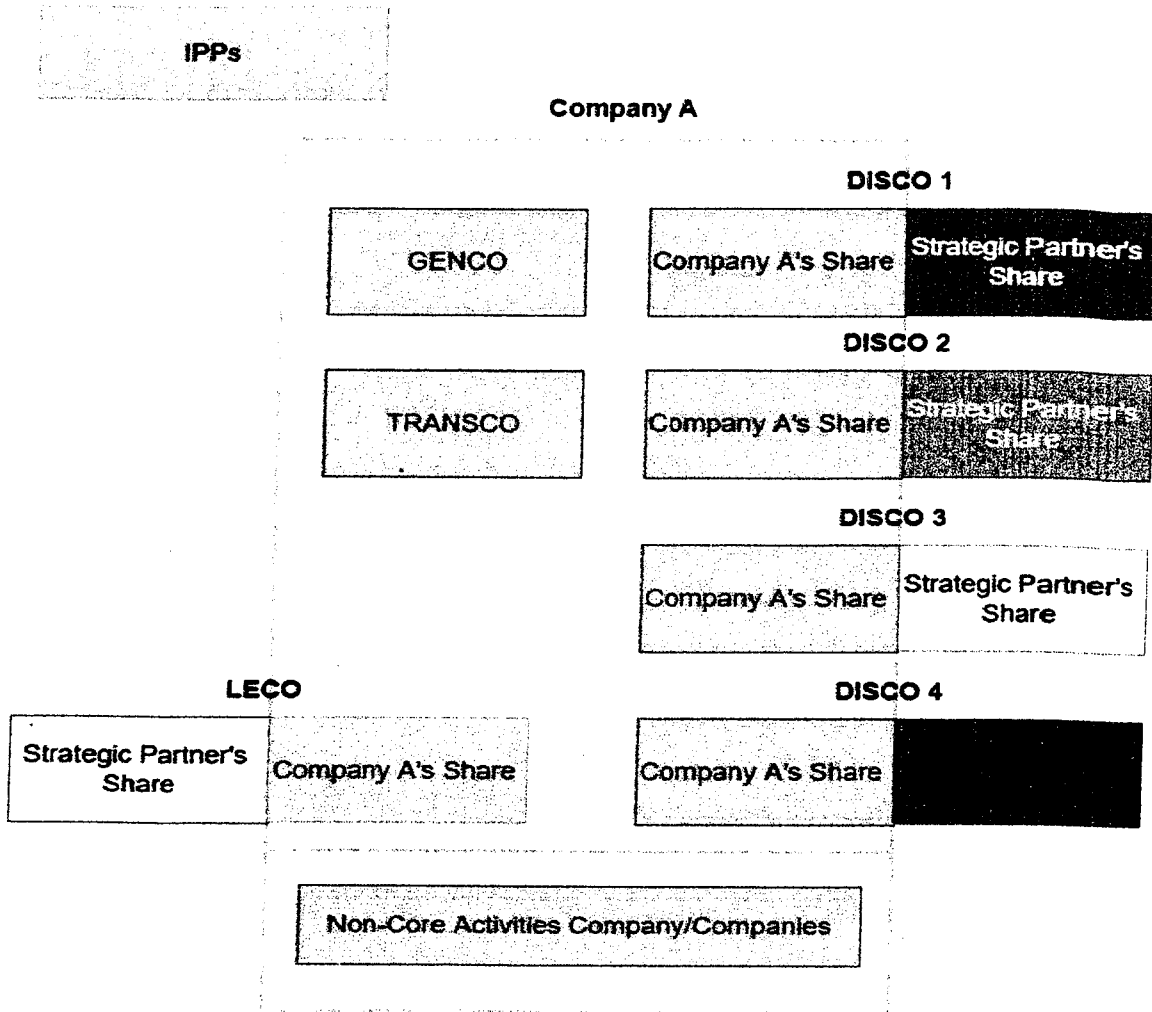 IPPs
Company A
DISCO 1
GENCO
Company A's Share
Strategic Partner's
Share
DISCO 2
TRANSCO
Company A's Share
Strategic Partner's
Share
DISCO 3
Company A's Share
Strategic Partner's
Share
LECO
DISCO 4
Strategic Partner's
Share
Company A's Share
Company A's Share
Non-Core Activities Company/Companies